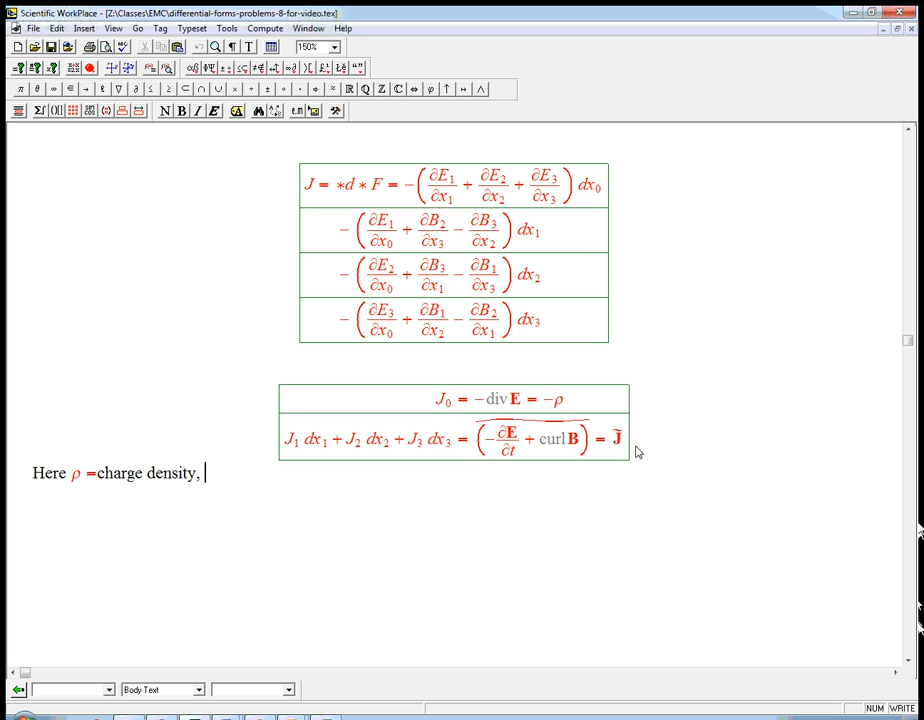 Scientific WorkPlace - [Z:\Classes\EMC\differential-forms-problems-8-for-video.tex]
File Edit Insert View Go Tag Typeset Tools Compute Window Help
150%
J = ∗d ∗ F = −(∂E₁/∂x₁ + ∂E₂/∂x₂ + ∂E₃/∂x₃) dx₀
−(∂E₁/∂x₀ + ∂B₂/∂x₃ − ∂B₃/∂x₂) dx₁
−(∂E₂/∂x₀ + ∂B₃/∂x₁ − ∂B₁/∂x₃) dx₂
−(∂E₃/∂x₀ + ∂B₁/∂x₂ − ∂B₂/∂x₁) dx₃
J₀ = −div E = −ρ
J₁ dx₁ + J₂ dx₂ + J₃ dx₃ = (−∂E/∂t + curl B) = J̃
Here ρ =charge density,
Body Text
NUM WRITE